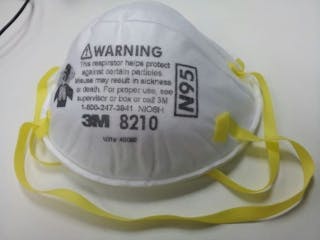 ⚠WARNING
This respirator helps protect
against certain particles.
Misuse may result in sickness
or death. For proper use, see
supervisor or box or call 3M
1-800-247-3941. NIOSH
3M 8210
N95